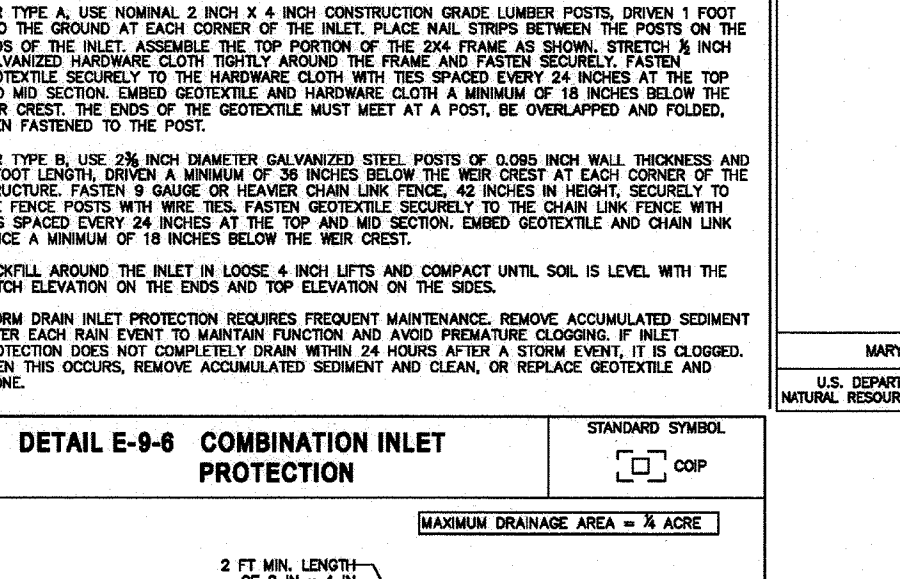 TYPE A, USE NOMINAL 2 INCH X 4 INCH CONSTRUCTION GRADE LUMBER POSTS, DRIVEN 1 FOOT
THE GROUND AT EACH CORNER OF THE INLET. PLACE NAIL STRIPS BETWEEN THE POSTS ON THE
OF THE INLET. ASSEMBLE THE TOP PORTION OF THE 2X4 FRAME AS SHOWN. STRETCH ½ INCH
VANIZED HARDWARE CLOTH TIGHTLY AROUND THE FRAME AND FASTEN SECURELY. FASTEN
OTEXTILE SECURELY TO THE HARDWARE CLOTH WITH TIES SPACED EVERY 24 INCHES AT THE TOP
MID SECTION. EMBED GEOTEXTILE AND HARDWARE CLOTH A MINIMUM OF 18 INCHES BELOW THE
R CREST. THE ENDS OF THE GEOTEXTILE MUST MEET AT A POST, BE OVERLAPPED AND FOLDED,
N FASTENED TO THE POST.
TYPE B, USE 2⅜ INCH DIAMETER GALVANIZED STEEL POSTS OF 0.095 INCH WALL THICKNESS AND
FOOT LENGTH, DRIVEN A MINIMUM OF 36 INCHES BELOW THE WEIR CREST AT EACH CORNER OF THE
RUCTURE. FASTEN 9 GAUGE OR HEAVIER CHAIN LINK FENCE, 42 INCHES IN HEIGHT, SECURELY TO
FENCE POSTS WITH WIRE TIES. FASTEN GEOTEXTILE SECURELY TO THE CHAIN LINK FENCE WITH
S SPACED EVERY 24 INCHES AT THE TOP AND MID SECTION. EMBED GEOTEXTILE AND CHAIN LINK
NCE A MINIMUM OF 18 INCHES BELOW THE WEIR CREST.
CKFILL AROUND THE INLET IN LOOSE 4 INCH LIFTS AND COMPACT UNTIL SOIL IS LEVEL WITH THE
TCH ELEVATION ON THE ENDS AND TOP ELEVATION ON THE SIDES.
ORM DRAIN INLET PROTECTION REQUIRES FREQUENT MAINTENANCE. REMOVE ACCUMULATED SEDIMENT
TER EACH RAIN EVENT TO MAINTAIN FUNCTION AND AVOID PREMATURE CLOGGING. IF INLET
OTECTION DOES NOT COMPLETELY DRAIN WITHIN 24 HOURS AFTER A STORM EVENT, IT IS CLOGGED.
EN THIS OCCURS, REMOVE ACCUMULATED SEDIMENT AND CLEAN, OR REPLACE GEOTEXTILE AND
ONE.
MARY
U.S. DEPART
NATURAL RESOUR
DETAIL E-9-6 COMBINATION INLET
PROTECTION
STANDARD SYMBOL
COIP
MAXIMUM DRAINAGE AREA = ¼ ACRE
2 FT MIN. LENGTH